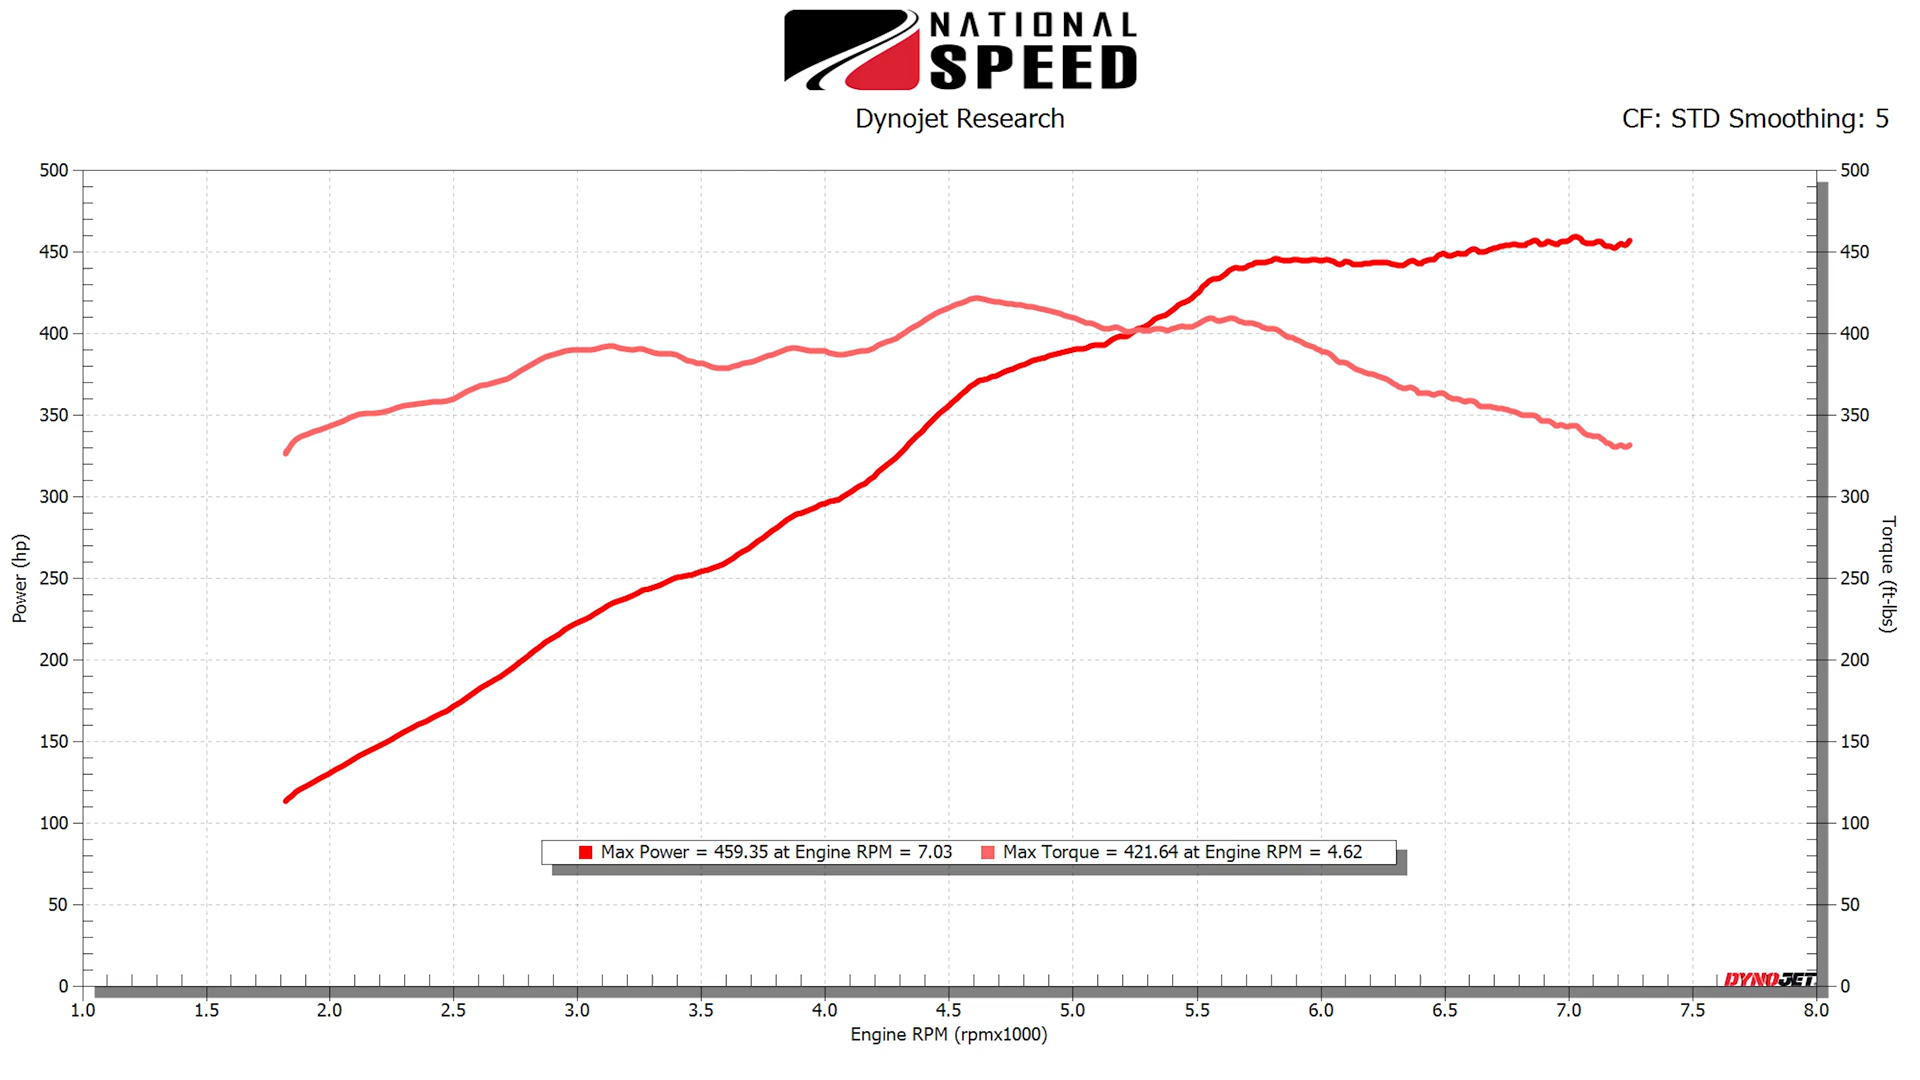 NATIONAL
SPEED
Dynojet Research
CF: STD Smoothing: 5
500
450
400
350
300
250
200
150
100
50
0
Power (hp)
500
450
400
350
300
250
200
150
100
50
0
Torque (ft-lbs)
Max Power = 459.35 at Engine RPM = 7.03 Max Torque = 421.64 at Engine RPM = 4.62
DYNOJET
1.0 1.5 2.0 2.5 3.0 3.5 4.0 4.5 5.0 5.5 6.0 6.5 7.0 7.5 8.0
Engine RPM (rpmx1000)